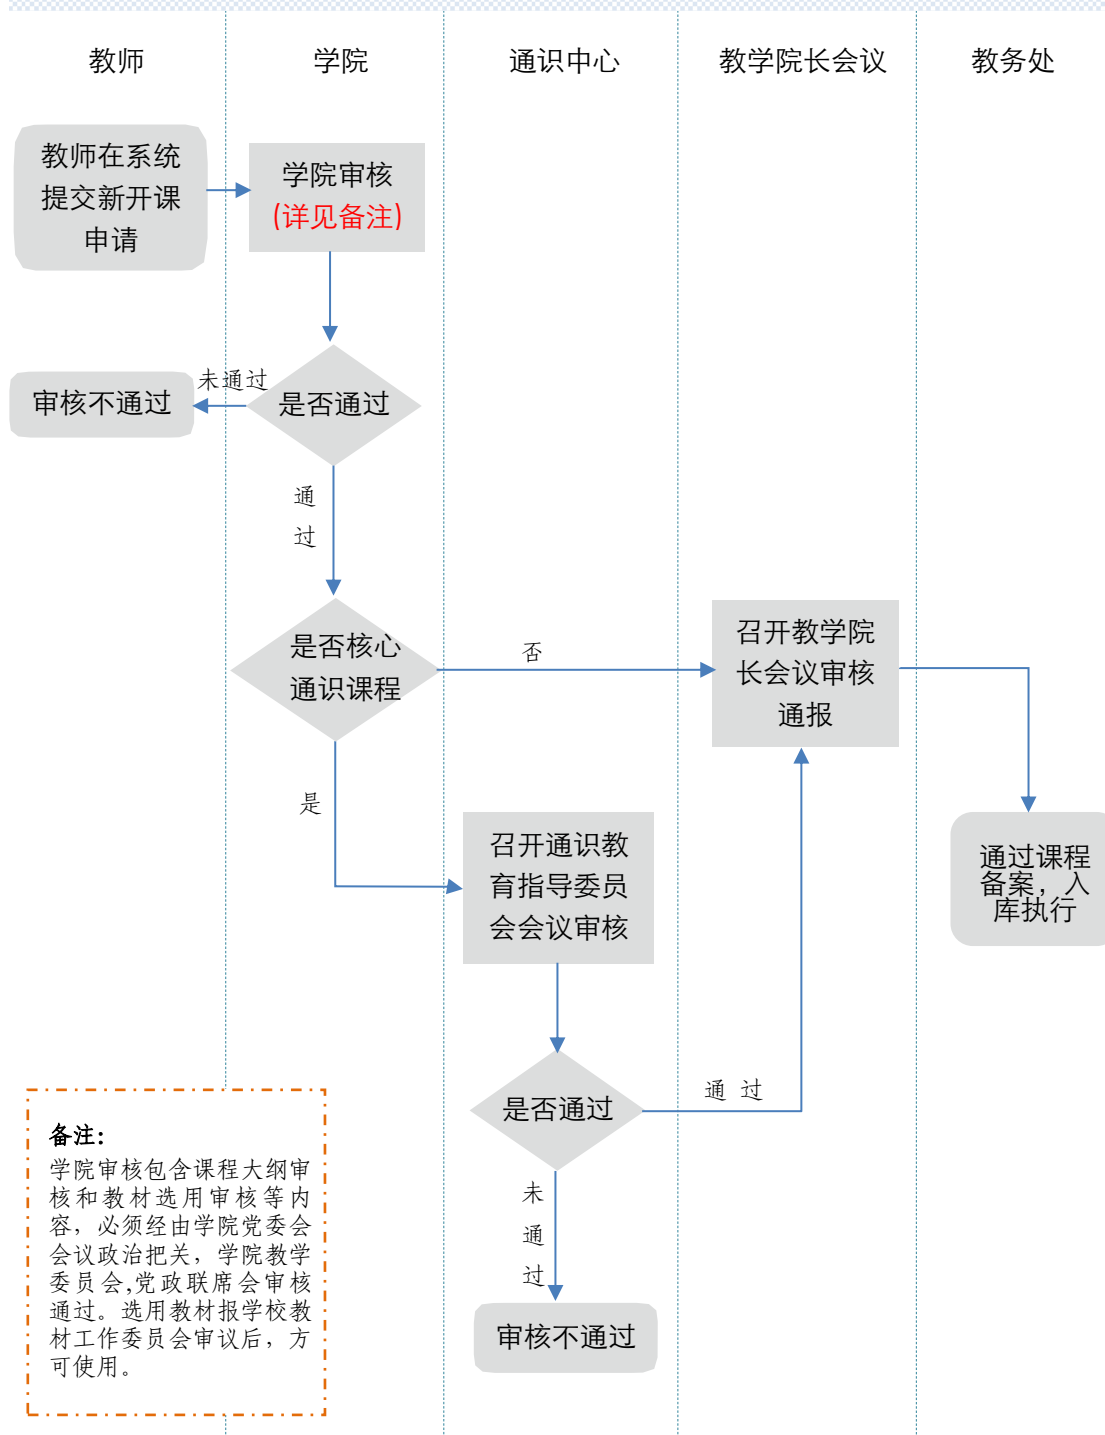 教师
学院
通识中心
教学院长会议
教务处
教师在系统
提交新开课
申请
学院审核
(详见备注)
未通过
审核不通过
是否通过
通
过
是否核心
通识课程
否
召开教学院
长会议审核
通报
是
召开通识教
育指导委员
会会议审核
通过课程
备案，入
库执行
是否通过
通 过
未
通
过
审核不通过
备注：
学院审核包含课程大纲审
核和教材选用审核等内
容，必须经由学院党委会
会议政治把关，学院教学
委员会,党政联席会审核
通过。选用教材报学校教
材工作委员会审议后，方
可使用。